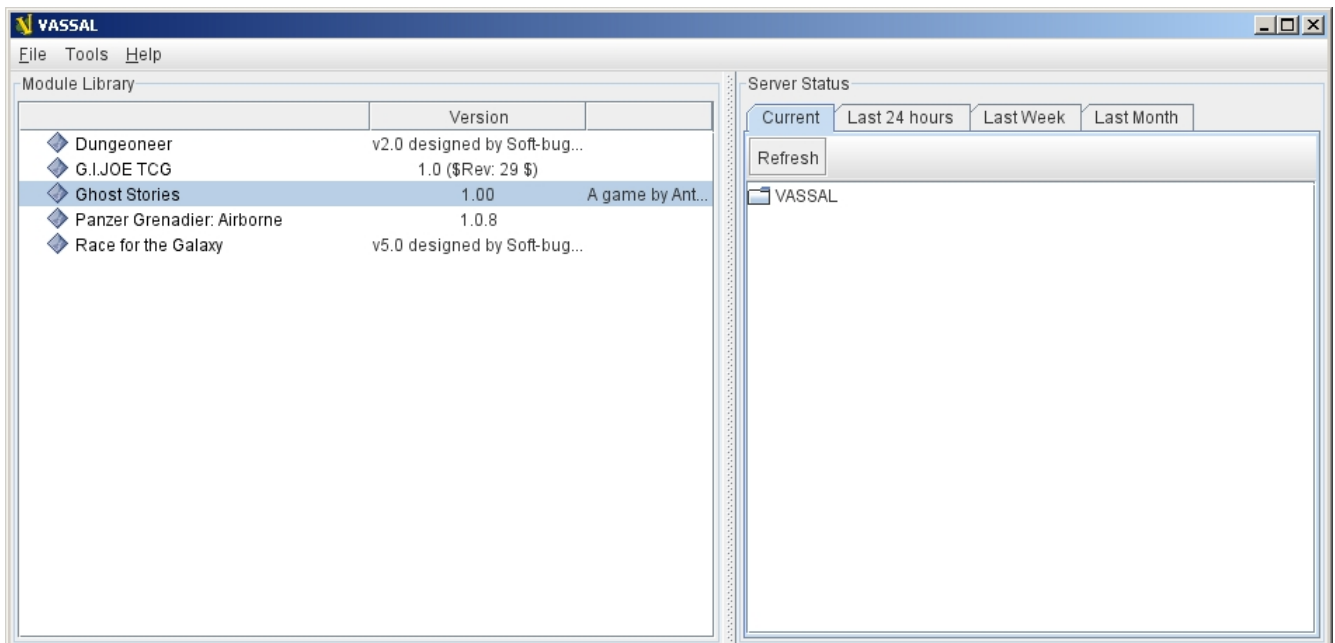 VASSAL
File Tools Help
Module Library
Version
Dungeoneer v2.0 designed by Soft-bug...
G.I.JOE TCG 1.0 ($Rev: 29 $)
Ghost Stories 1.00 A game by Ant...
Panzer Grenadier: Airborne 1.0.8
Race for the Galaxy v5.0 designed by Soft-bug...
Server Status
Current Last 24 hours Last Week Last Month
Refresh
VASSAL